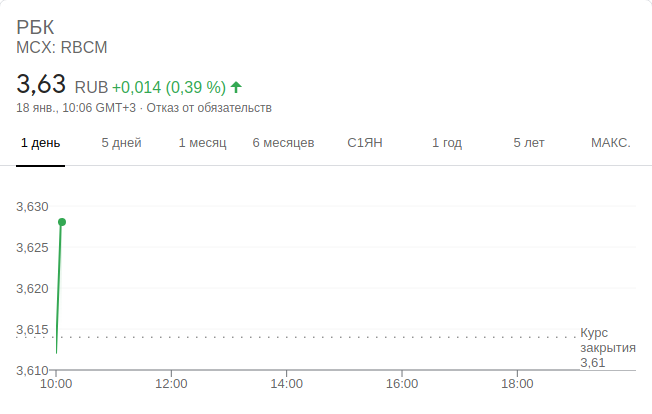 РБК
MCX: RBCM
3,63 RUB +0,014 (0,39 %)
18 янв., 10:06 GMT+3 · Отказ от обязательств
1 день 5 дней 1 месяц 6 месяцев С1ЯН 1 год 5 лет МАКС.
3,630
3,625
3,620
3,615
3,610
Курс
закрытия
3,61
10:00 12:00 14:00 16:00 18:00